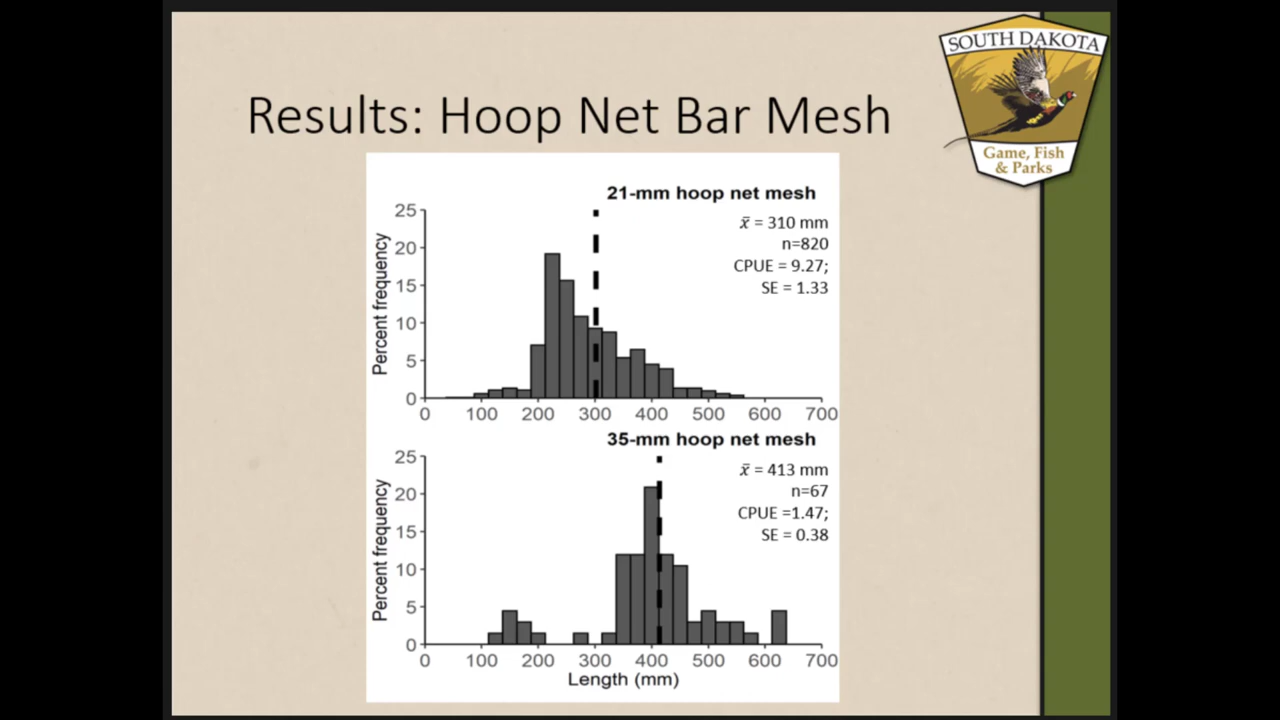 SOUTH DAKOTA
Game, Fish
& Parks
Results: Hoop Net Bar Mesh
21-mm hoop net mesh
x̄ = 310 mm
n=820
CPUE = 9.27;
SE = 1.33
Percent frequency
25
20
15
10
5
0
0 100 200 300 400 500 600 700
35-mm hoop net mesh
x̄ = 413 mm
n=67
CPUE =1.47;
SE = 0.38
Percent frequency
25
20
15
10
5
0
0 100 200 300 400 500 600 700
Length (mm)